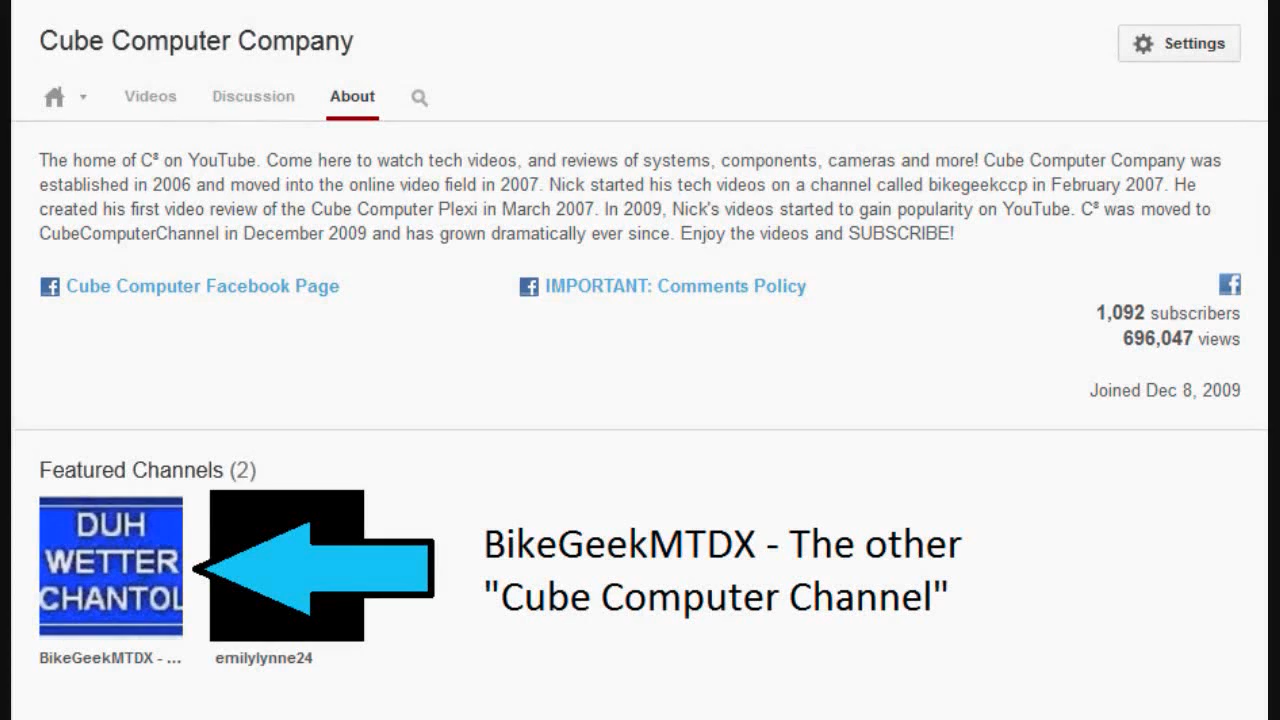 Cube Computer Company
Settings
Videos Discussion About
The home of C³ on YouTube. Come here to watch tech videos, and reviews of systems, components, cameras and more! Cube Computer Company was
established in 2006 and moved into the online video field in 2007. Nick started his tech videos on a channel called bikegeekccp in February 2007. He
created his first video review of the Cube Computer Plexi in March 2007. In 2009, Nick's videos started to gain popularity on YouTube. C³ was moved to
CubeComputerChannel in December 2009 and has grown dramatically ever since. Enjoy the videos and SUBSCRIBE!
Cube Computer Facebook Page
IMPORTANT: Comments Policy
1,092 subscribers
696,047 views
Joined Dec 8, 2009
Featured Channels (2)
DUH
WETTER
CHANTOL
BikeGeekMTDX - ...
emilylynne24
BikeGeekMTDX - The other
"Cube Computer Channel"